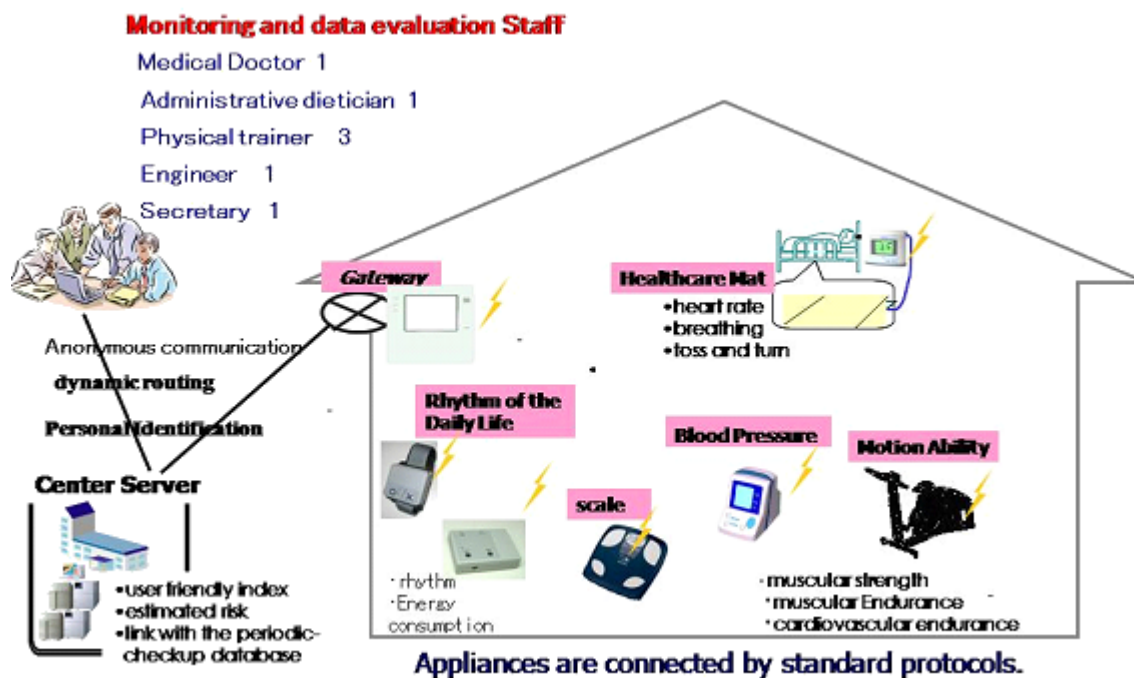 Monitoring and data evaluation Staff
Medical Doctor 1
Administrative dietician 1
Physical trainer 3
Engineer 1
Secretary 1
Gateway
Healthcare Mat
•heart rate
•breathing
•toss and turn
Anonymous communication
dynamic routing
Personal Identification
Center Server
•user friendly index
•estimated risk
•link with the periodic-
checkup database
Rhythm of the
Daily Life
・rhythm
・Energy
consumption
scale
Blood Pressure
Motion Ability
・muscular strength
・muscular Endurance
・cardiovascular endurance
Appliances are connected by standard protocols.